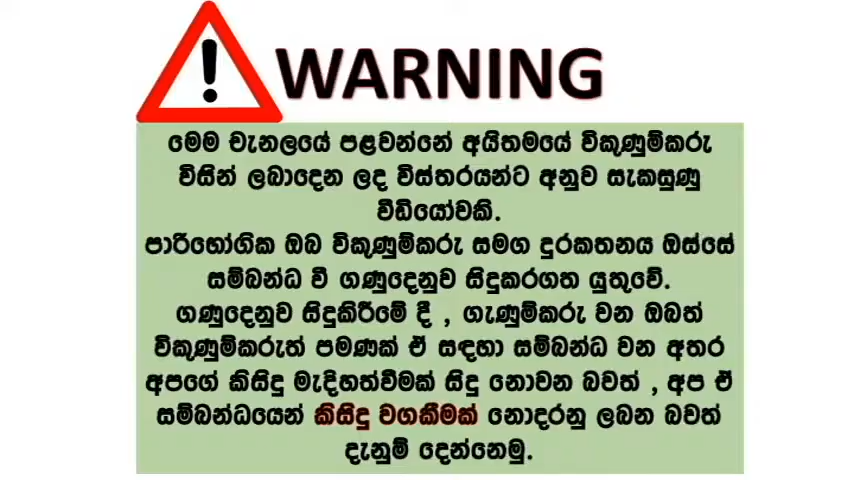 WARNING
මෙම චැනලයේ පළවන්නේ අයිතමයේ විකුණුම්කරු
විසින් ලබාදෙන ලද විස්තරයන්ට අනුව සැකසුණු
වීඩියෝවකි.
පාරිභෝගික ඔබ විකුණුම්කරු සමග දුරකතනය ඔස්සේ
සම්බන්ධ වී ගණුදෙනුව සිදුකරගත යුතුවේ.
ගණුදෙනුව සිදුකිරීමේ දී , ගැණුම්කරු වන ඔබත්
විකුණුම්කරුත් පමණක් ඒ සඳහා සම්බන්ධ වන අතර
අපගේ කිසිදු මැදිහත්වීමක් සිදු නොවන බවත් , අප ඒ
සම්බන්ධයෙන් කිසිදු වගකීමක් නොදරනු ලබන බවත්
දැනුම් දෙන්නෙමු.